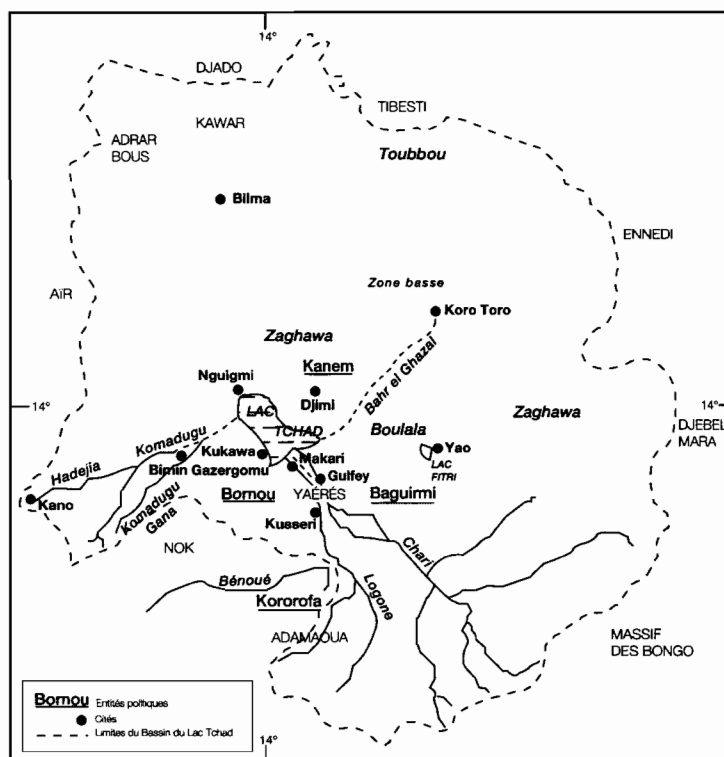 14°
DJADO
TIBESTI
KAWAR
ADRAR
BOUS
Toubbou
Bilma
ENNEDI
Zone basse
AïR
Koro Toro
Zaghawa
Kanem
Nguigmi
Djimi
Bahr el Ghazal
14°
LAC
TCHAD
Zaghawa
14°
DJEBEL
MARA
Boulala
Komadugu
Yao
Kukawa
Makari
LAC
FITRI
Hadejia
Birnin Gazergomu
Gulfey
Bornou
YAÉRÉS
Baguirmi
Kano
Komadugu
Gana
Kusseri
NOK
Chari
Bénoué
Logone
Kororofa
ADAMAOUA
MASSIF
DES BONGO
Bornou Entités politiques
Cités
Limites du Bassin du Lac Tchad
14°